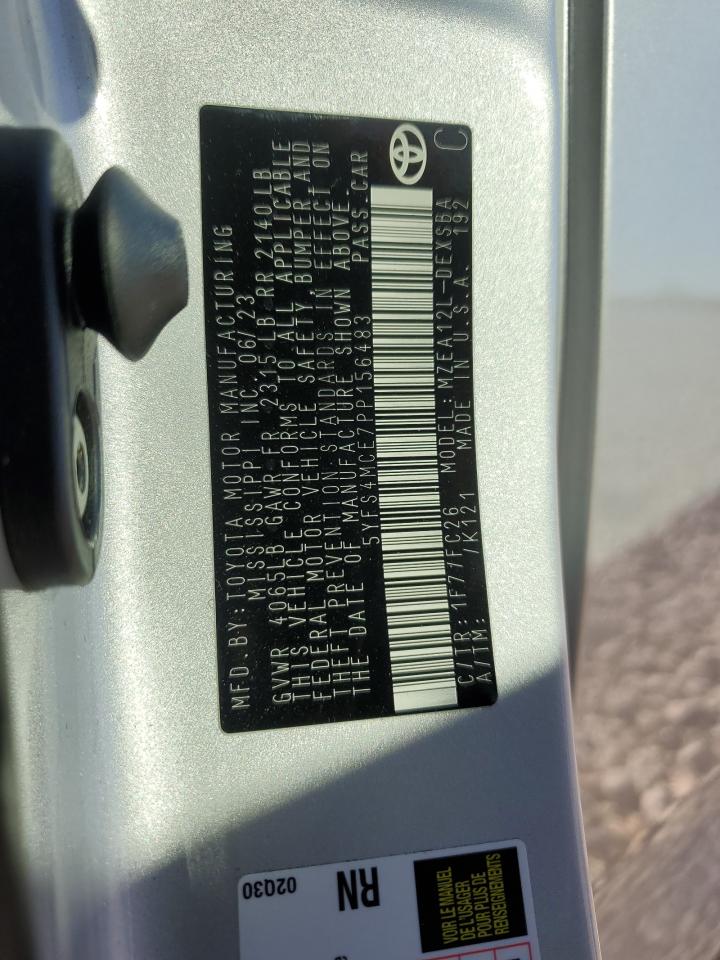 MFD.BY:TOYOTA MOTOR MANUFACTURING
MISSISSIPPI INC.06/23
GVWR 4065LB GAWR FR 2315 LB RR 2140LB
THIS VEHICLE CONFORMS TO ALL APPLICABLE
FEDERAL MOTOR VEHICLE SAFETY, BUMPER,AND
THEFT PREVENTION STANDARDS IN EFFECT ON
THE DATE OF MANUFACTURE SHOWN ABOVE.
5YFS4MCE7PP156483 PASS.CAR
C/TR:1F77FC26 MODEL:MZEA12L-DEXSBA
A/TM: /K121 MADE IN U.S.A. 192
C
02Q30
RN
VOIR LE MANUEL
DE L'USAGER
POUR PLUS DE
RENSEIGNEMENTS